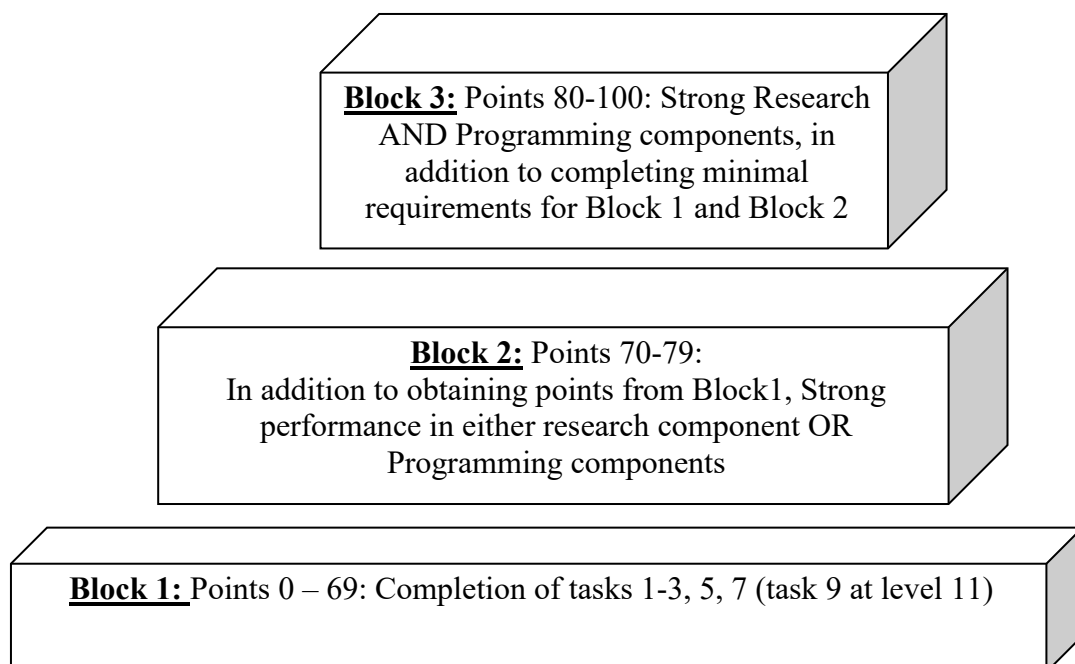 Block 3: Points 80-100: Strong Research
AND Programming components, in
addition to completing minimal
requirements for Block 1 and Block 2
Block 2: Points 70-79:
In addition to obtaining points from Block1, Strong
performance in either research component OR
Programming components
Block 1: Points 0 – 69: Completion of tasks 1-3, 5, 7 (task 9 at level 11)